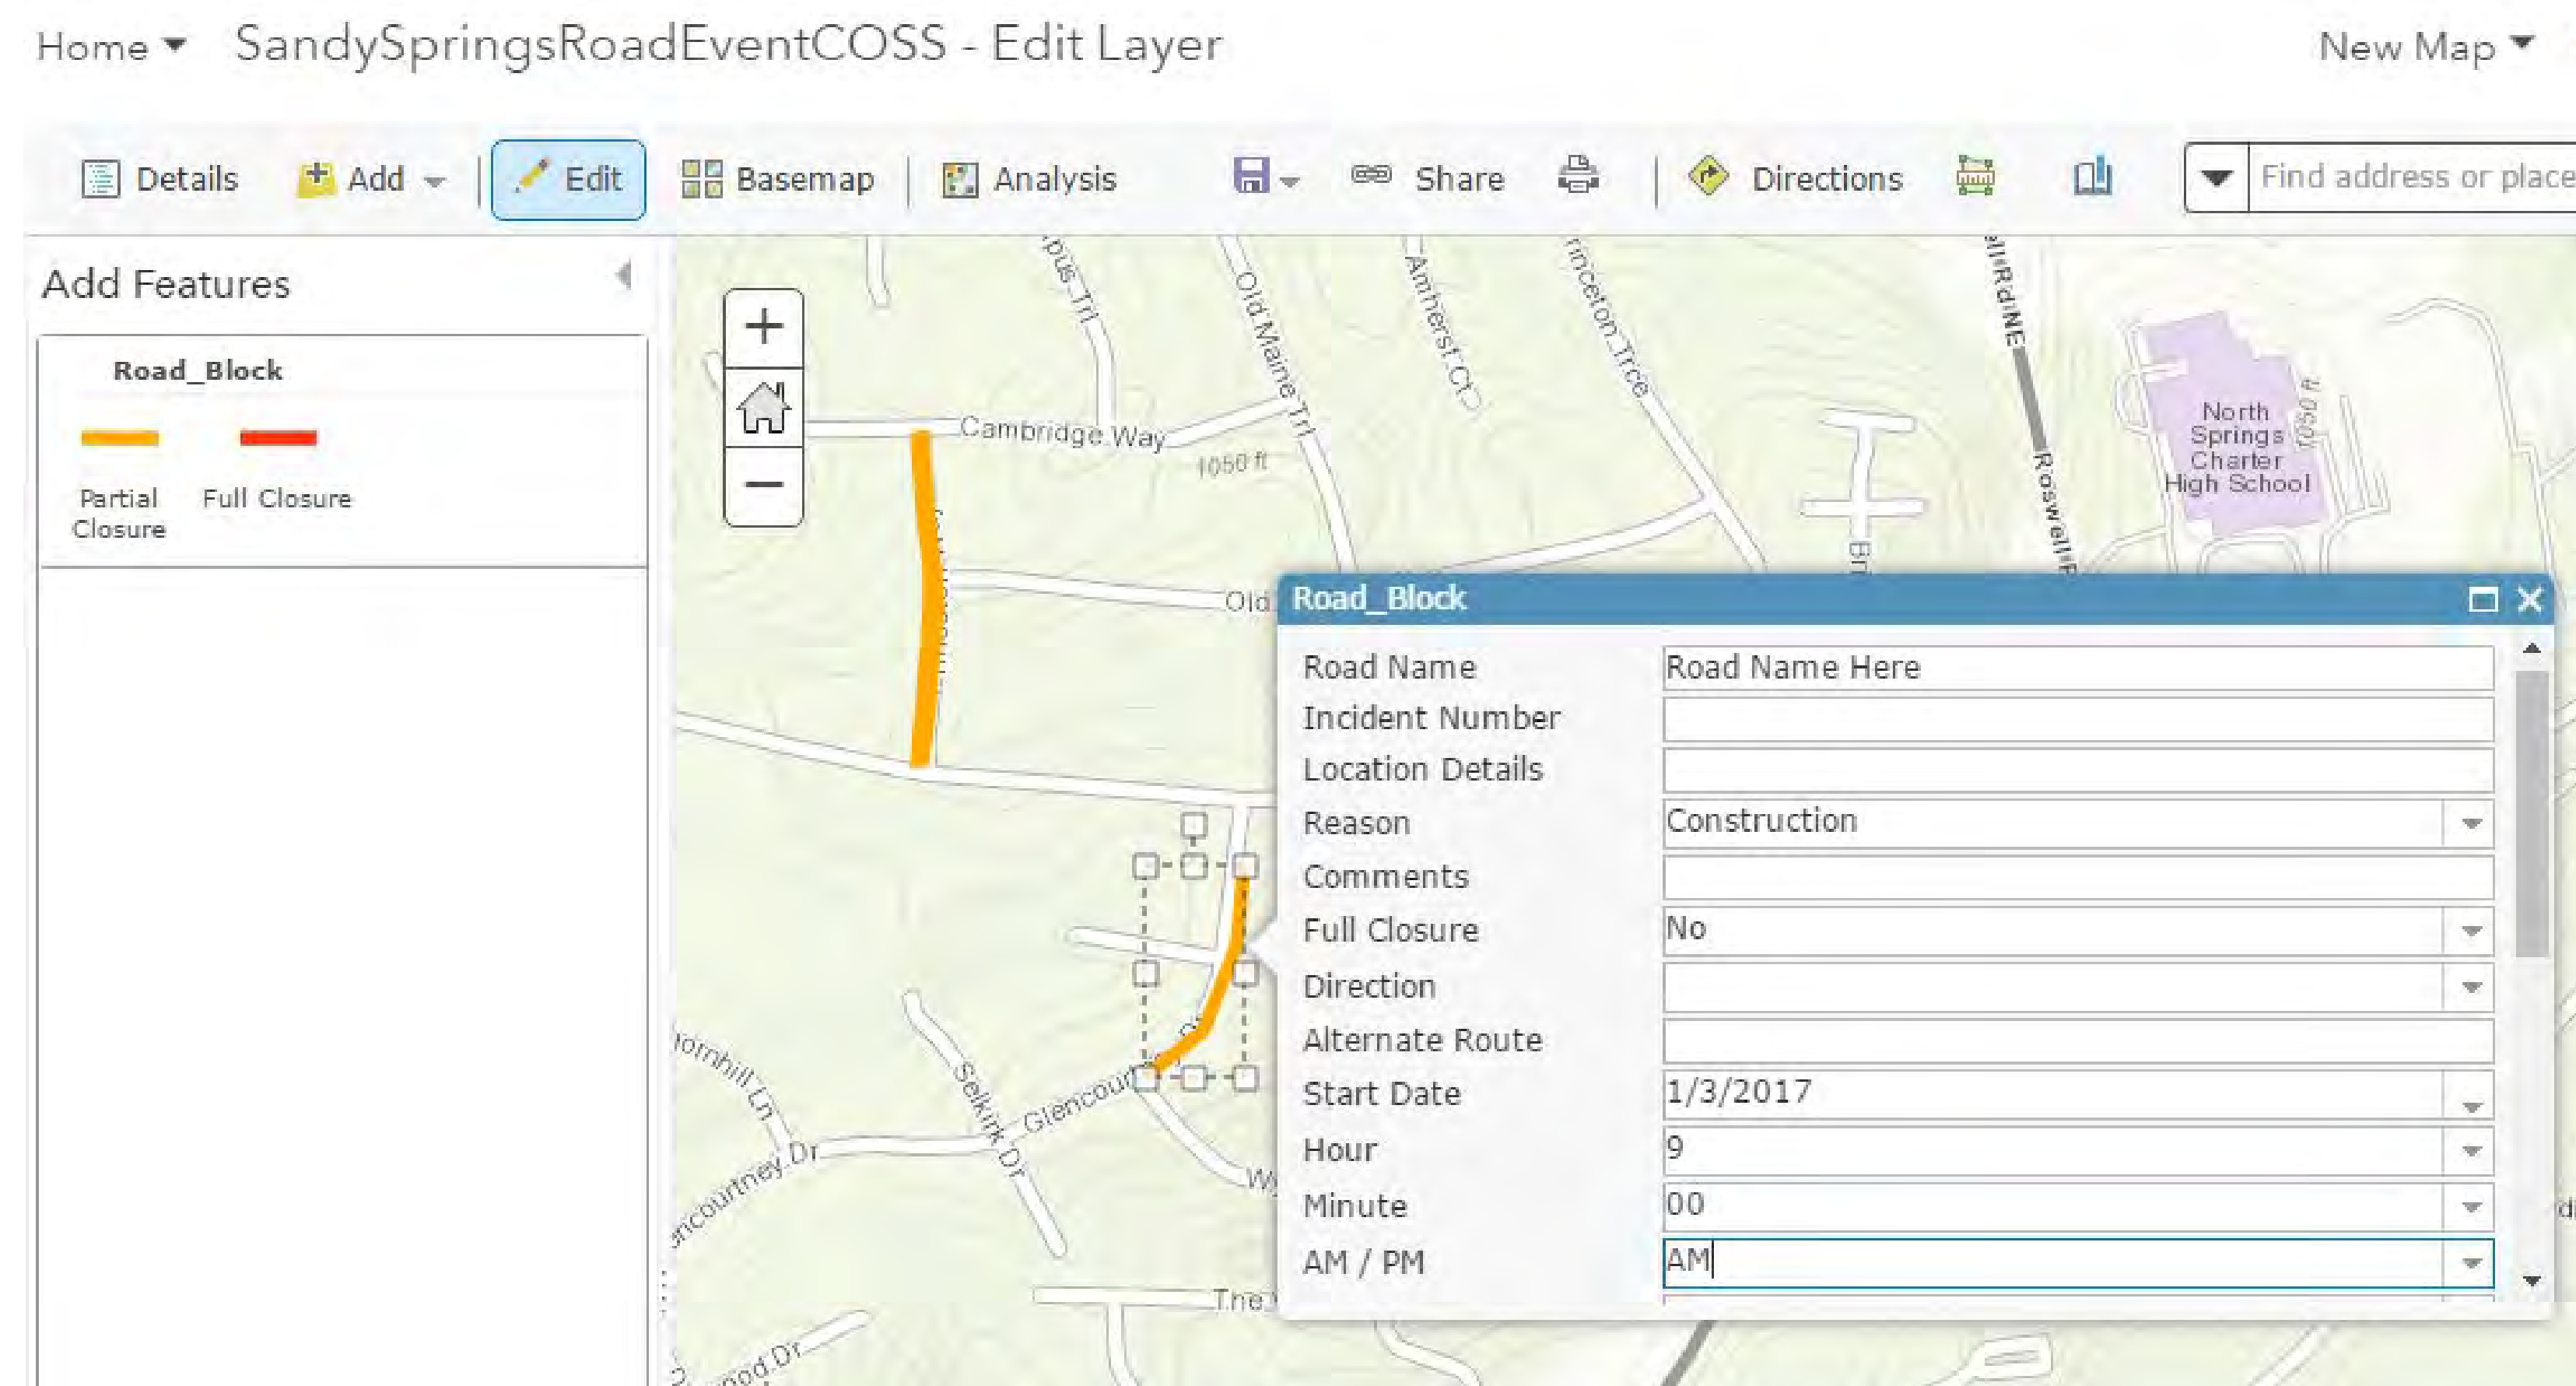 Home SandySpringsRoadEventCOSS - Edit Layer New Map
Details Add Edit Basemap Analysis Share Directions Find address or place
Add Features
Road_Block
Partial Closure
Full Closure
Old Maine Trl
Amherst Ct
Cambridge Way
1050 ft
North
Springs
Charter
High School
1050 ft
Old
Selkirk Dr
Road_Block
Road Name Road Name Here
Incident Number
Location Details
Reason Construction
Comments
Full Closure No
Direction
Alternate Route
Start Date 1/3/2017
Hour 9
Minute 00
AM / PM AM